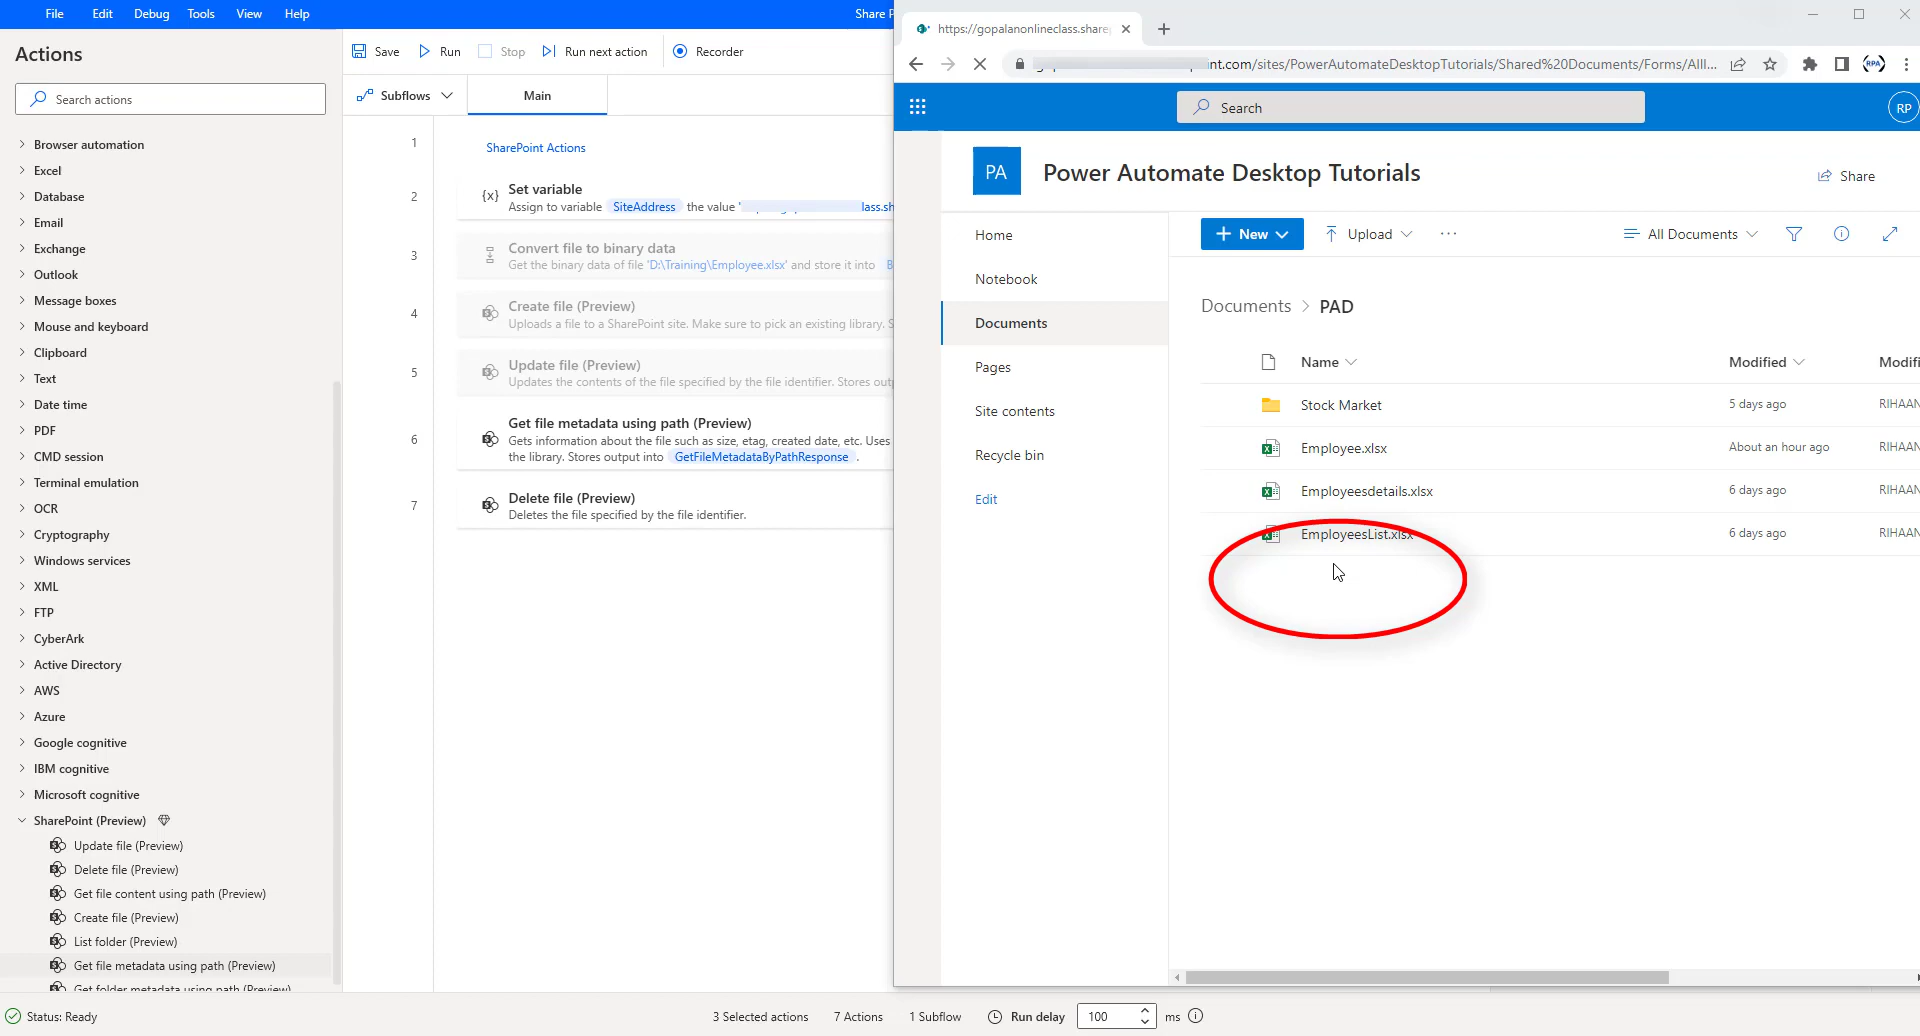 File Edit Debug Tools View Help
Share P
Actions
Search actions
Browser automation
Excel
Database
Email
Exchange
Outlook
Message boxes
Mouse and keyboard
Clipboard
Text
Date time
PDF
CMD session
Terminal emulation
OCR
Cryptography
Windows services
XML
FTP
CyberArk
Active Directory
AWS
Azure
Google cognitive
IBM cognitive
Microsoft cognitive
SharePoint (Preview)
Update file (Preview)
Delete file (Preview)
Get file content using path (Preview)
Create file (Preview)
List folder (Preview)
Get file metadata using path (Preview)
Get folder metadata using path (Preview)
Save Run Stop Run next action Recorder
Subflows Main
1 SharePoint Actions
2 {x} Set variable
Assign to variable SiteAddress the value ' lass.sh
3 Convert file to binary data
Get the binary data of file 'D:\Training\Employee.xlsx' and store it into B
4 Create file (Preview)
Uploads a file to a SharePoint site. Make sure to pick an existing library. S
5 Update file (Preview)
Updates the contents of the file specified by the file identifier. Stores out
6 Get file metadata using path (Preview)
Gets information about the file such as size, etag, created date, etc. Uses
the library. Stores output into GetFileMetadataByPathResponse .
7 Delete file (Preview)
Deletes the file specified by the file identifier.
https://gopalanonlineclass.share
int.com/sites/PowerAutomateDesktopTutorials/Shared%20Documents/Forms/AllI... RPA
Search
RP
PA Power Automate Desktop Tutorials
Share
Home
Notebook
Documents
Pages
Site contents
Recycle bin
Edit
New Upload ... All Documents
Documents > PAD
Name Modified Modifi
Stock Market 5 days ago RIHAAN
Employee.xlsx About an hour ago RIHAAN
Employeesdetails.xlsx 6 days ago RIHAAN
EmployeesList.xlsx 6 days ago RIHAAN
Status: Ready 3 Selected actions 7 Actions 1 Subflow Run delay 100 ms